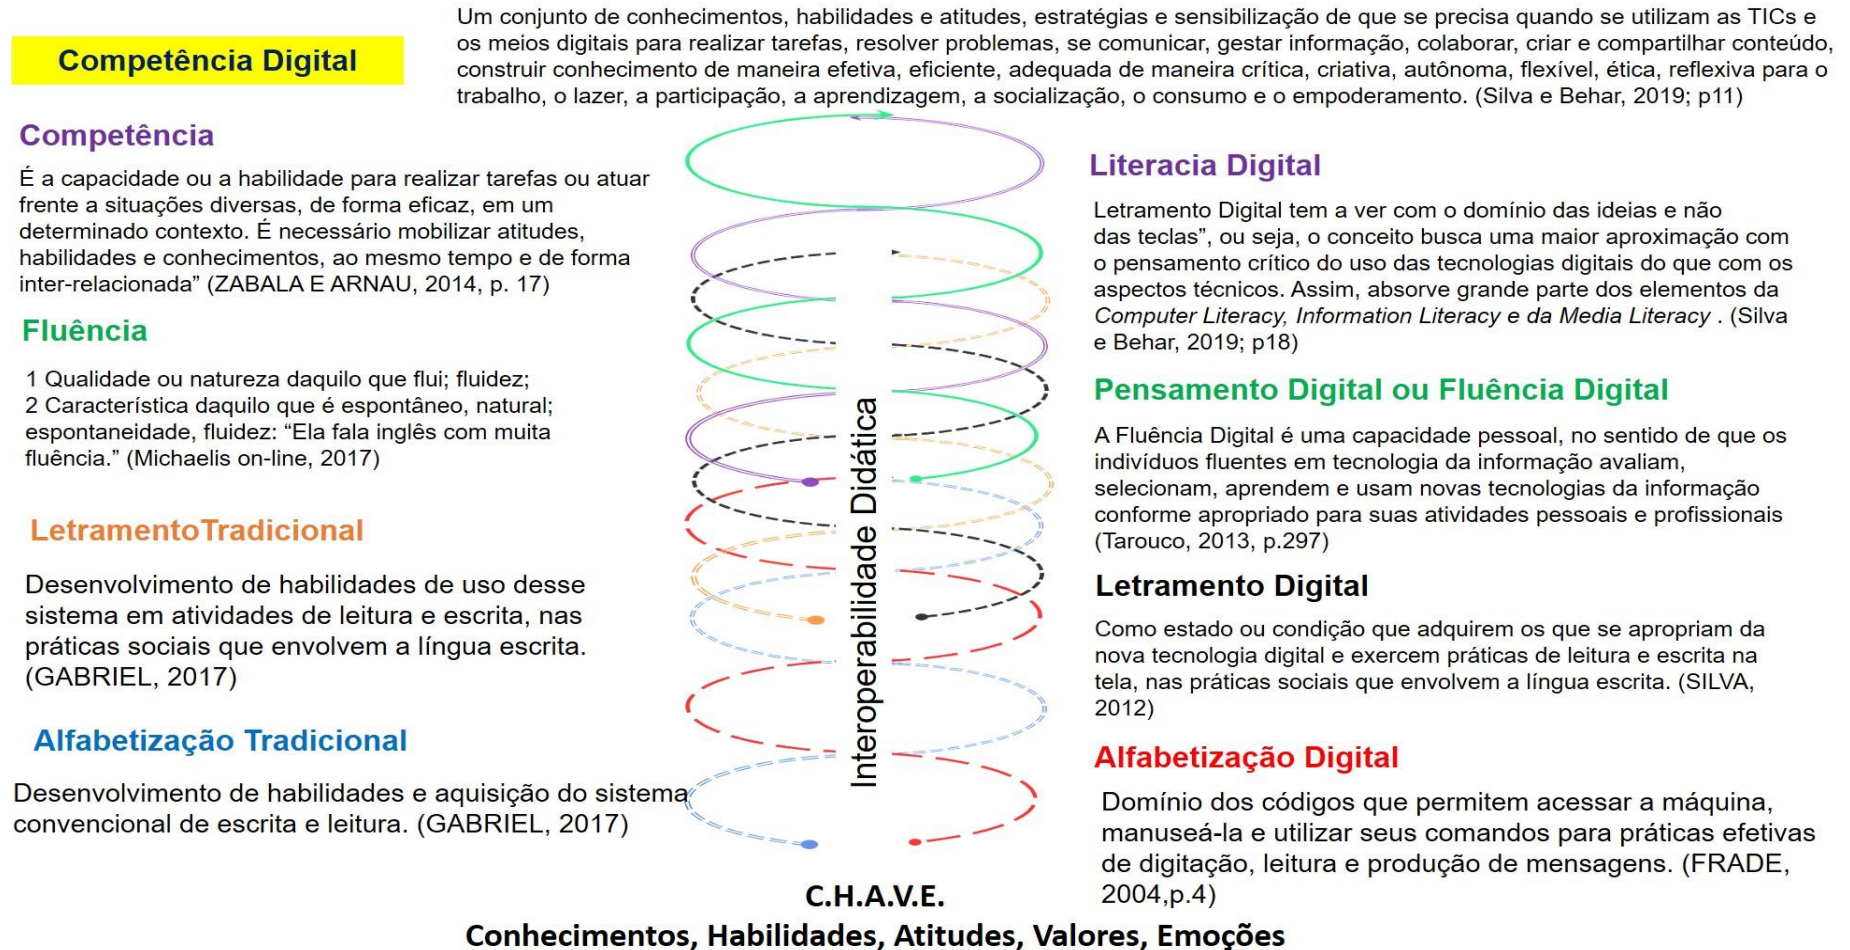 Competência Digital
Um conjunto de conhecimentos, habilidades e atitudes, estratégias e sensibilização de que se precisa quando se utilizam as TICs e
os meios digitais para realizar tarefas, resolver problemas, se comunicar, gestar informação, colaborar, criar e compartilhar conteúdo,
construir conhecimento de maneira efetiva, eficiente, adequada de maneira crítica, criativa, autônoma, flexível, ética, reflexiva para o
trabalho, o lazer, a participação, a aprendizagem, a socialização, o consumo e o empoderamento. (Silva e Behar, 2019; p11)
Competência
É a capacidade ou a habilidade para realizar tarefas ou atuar
frente a situações diversas, de forma eficaz, em um
determinado contexto. É necessário mobilizar atitudes,
habilidades e conhecimentos, ao mesmo tempo e de forma
inter-relacionada” (ZABALA E ARNAU, 2014, p. 17)
Fluência
1 Qualidade ou natureza daquilo que flui; fluidez;
2 Característica daquilo que é espontâneo, natural;
espontaneidade, fluidez: “Ela fala inglês com muita
fluência.” (Michaelis on-line, 2017)
LetramentoTradicional
Desenvolvimento de habilidades de uso desse
sistema em atividades de leitura e escrita, nas
práticas sociais que envolvem a língua escrita.
(GABRIEL, 2017)
Alfabetização Tradicional
Desenvolvimento de habilidades e aquisição do sistema
convencional de escrita e leitura. (GABRIEL, 2017)
Interoperabilidade Didática
Literacia Digital
Letramento Digital tem a ver com o domínio das ideias e não
das teclas”, ou seja, o conceito busca uma maior aproximação com
o pensamento crítico do uso das tecnologias digitais do que com os
aspectos técnicos. Assim, absorve grande parte dos elementos da
Computer Literacy, Information Literacy e da Media Literacy . (Silva
e Behar, 2019; p18)
Pensamento Digital ou Fluência Digital
A Fluência Digital é uma capacidade pessoal, no sentido de que os
indivíduos fluentes em tecnologia da informação avaliam,
selecionam, aprendem e usam novas tecnologias da informação
conforme apropriado para suas atividades pessoais e profissionais
(Tarouco, 2013, p.297)
Letramento Digital
Como estado ou condição que adquirem os que se apropriam da
nova tecnologia digital e exercem práticas de leitura e escrita na
tela, nas práticas sociais que envolvem a língua escrita. (SILVA,
2012)
Alfabetização Digital
Domínio dos códigos que permitem acessar a máquina,
manuseá-la e utilizar seus comandos para práticas efetivas
de digitação, leitura e produção de mensagens. (FRADE,
2004,p.4)
C.H.A.V.E.
Conhecimentos, Habilidades, Atitudes, Valores, Emoções